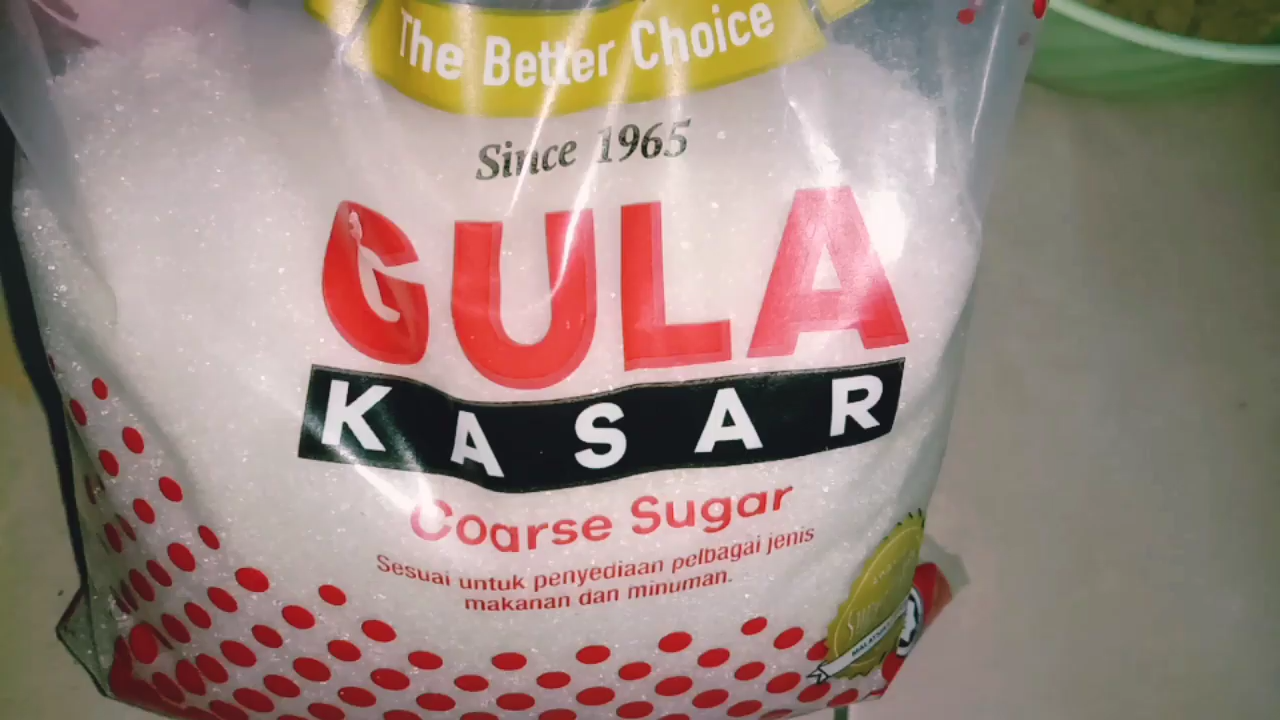 The Better Choice
Since 1965
GULA
KASAR
Coarse Sugar
Sesuai untuk penyediaan pelbagai jenis
makanan dan minuman.